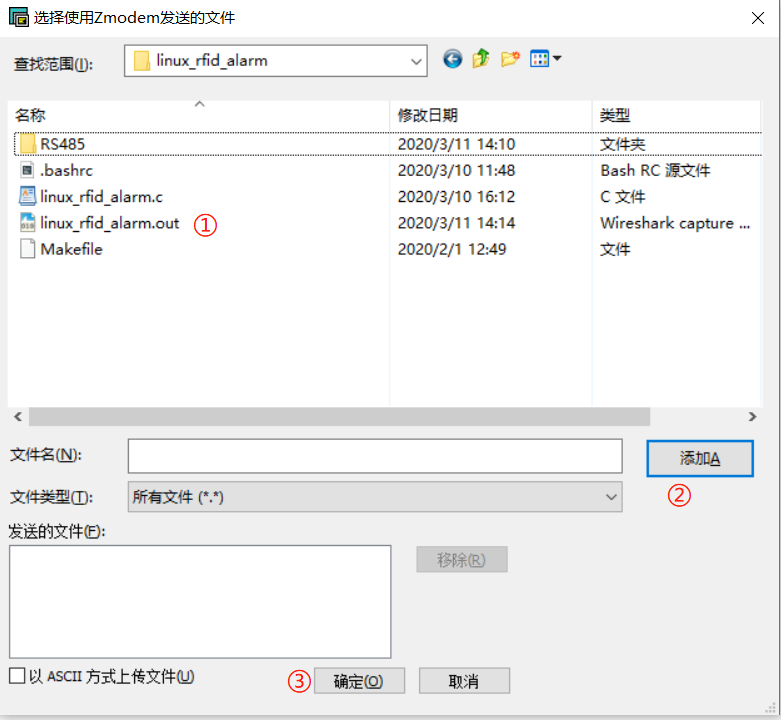 选择使用Zmodem发送的文件
查找范围(I): linux_rfid_alarm
名称 修改日期 类型
RS485 2020/3/11 14:10 文件夹
.bashrc 2020/3/10 11:48 Bash RC 源文件
linux_rfid_alarm.c 2020/3/10 16:12 C 文件
linux_rfid_alarm.out ① 2020/3/11 14:14 Wireshark capture ...
Makefile 2020/2/1 12:49 文件
文件名(N): 添加A
文件类型(T): 所有文件 (*.*) ②
发送的文件(F):
移除(R)
以 ASCII 方式上传文件(U) ③ 确定(O) 取消